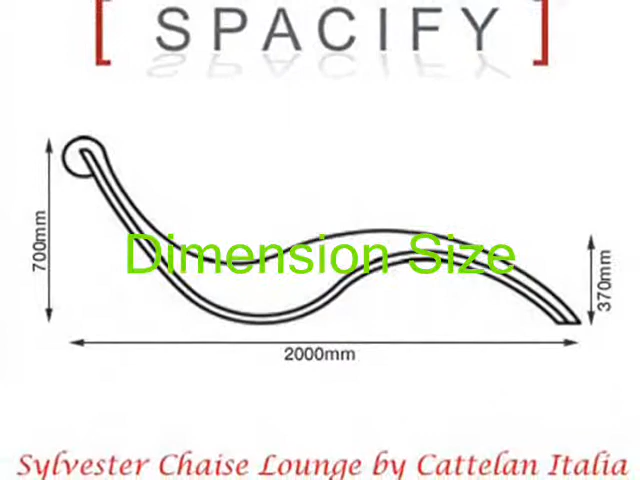 [ SPACIFY ]
700mm
Dimension Size
370mm
2000mm
Sylvester Chaise Lounge by Cattelan Italia